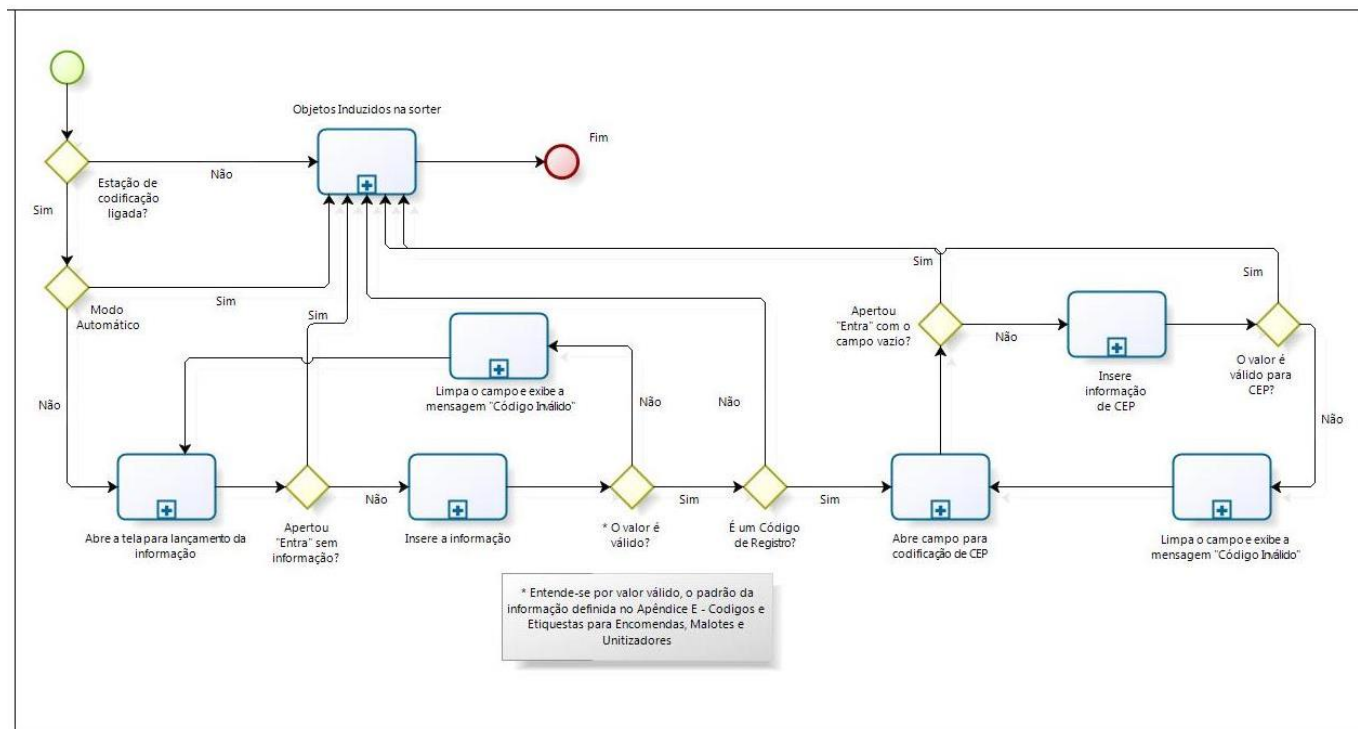 Objetos Induzidos na sorter
Fim
Não
Estação de
codificação
ligada?
Sim
Modo
Automático
Sim
Sim
Não
Limpa o campo e exibe a
mensagem "Código Inválido"
Não
Não
Abre a tela para lançamento da
informação
Apertou
"Entra" sem
informação?
Não
Insere a informação
* O valor é
válido?
Sim
É um Código
de Registro?
Sim
Abre campo para
codificação de CEP
Sim
Apertou
"Entra" com o
campo vazio?
Não
Insere
informação
de CEP
Sim
O valor é
válido para
CEP?
Não
Limpa o campo e exibe a
mensagem "Código Inválido"
* Entende-se por valor válido, o padrão da
informação definida no Apêndice E - Codigos e
Etiquestas para Encomendas, Malotes e
Unitizadores